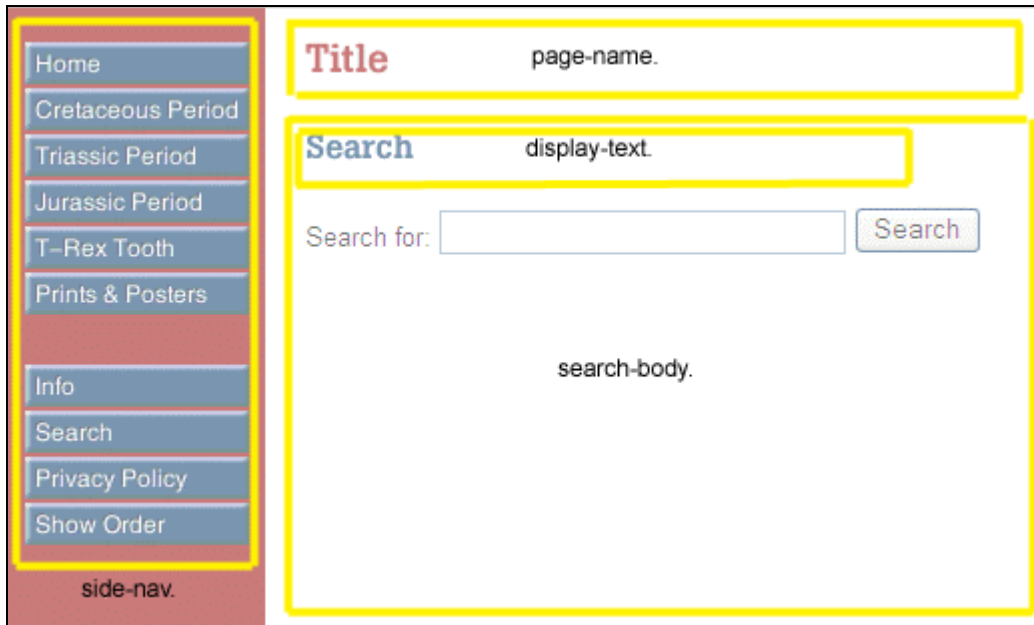 Home
Cretaceous Period
Triassic Period
Jurassic Period
T-Rex Tooth
Prints & Posters
Info
Search
Privacy Policy
Show Order
side-nav.
Title
page-name.
Search
display-text.
Search for:
Search
search-body.